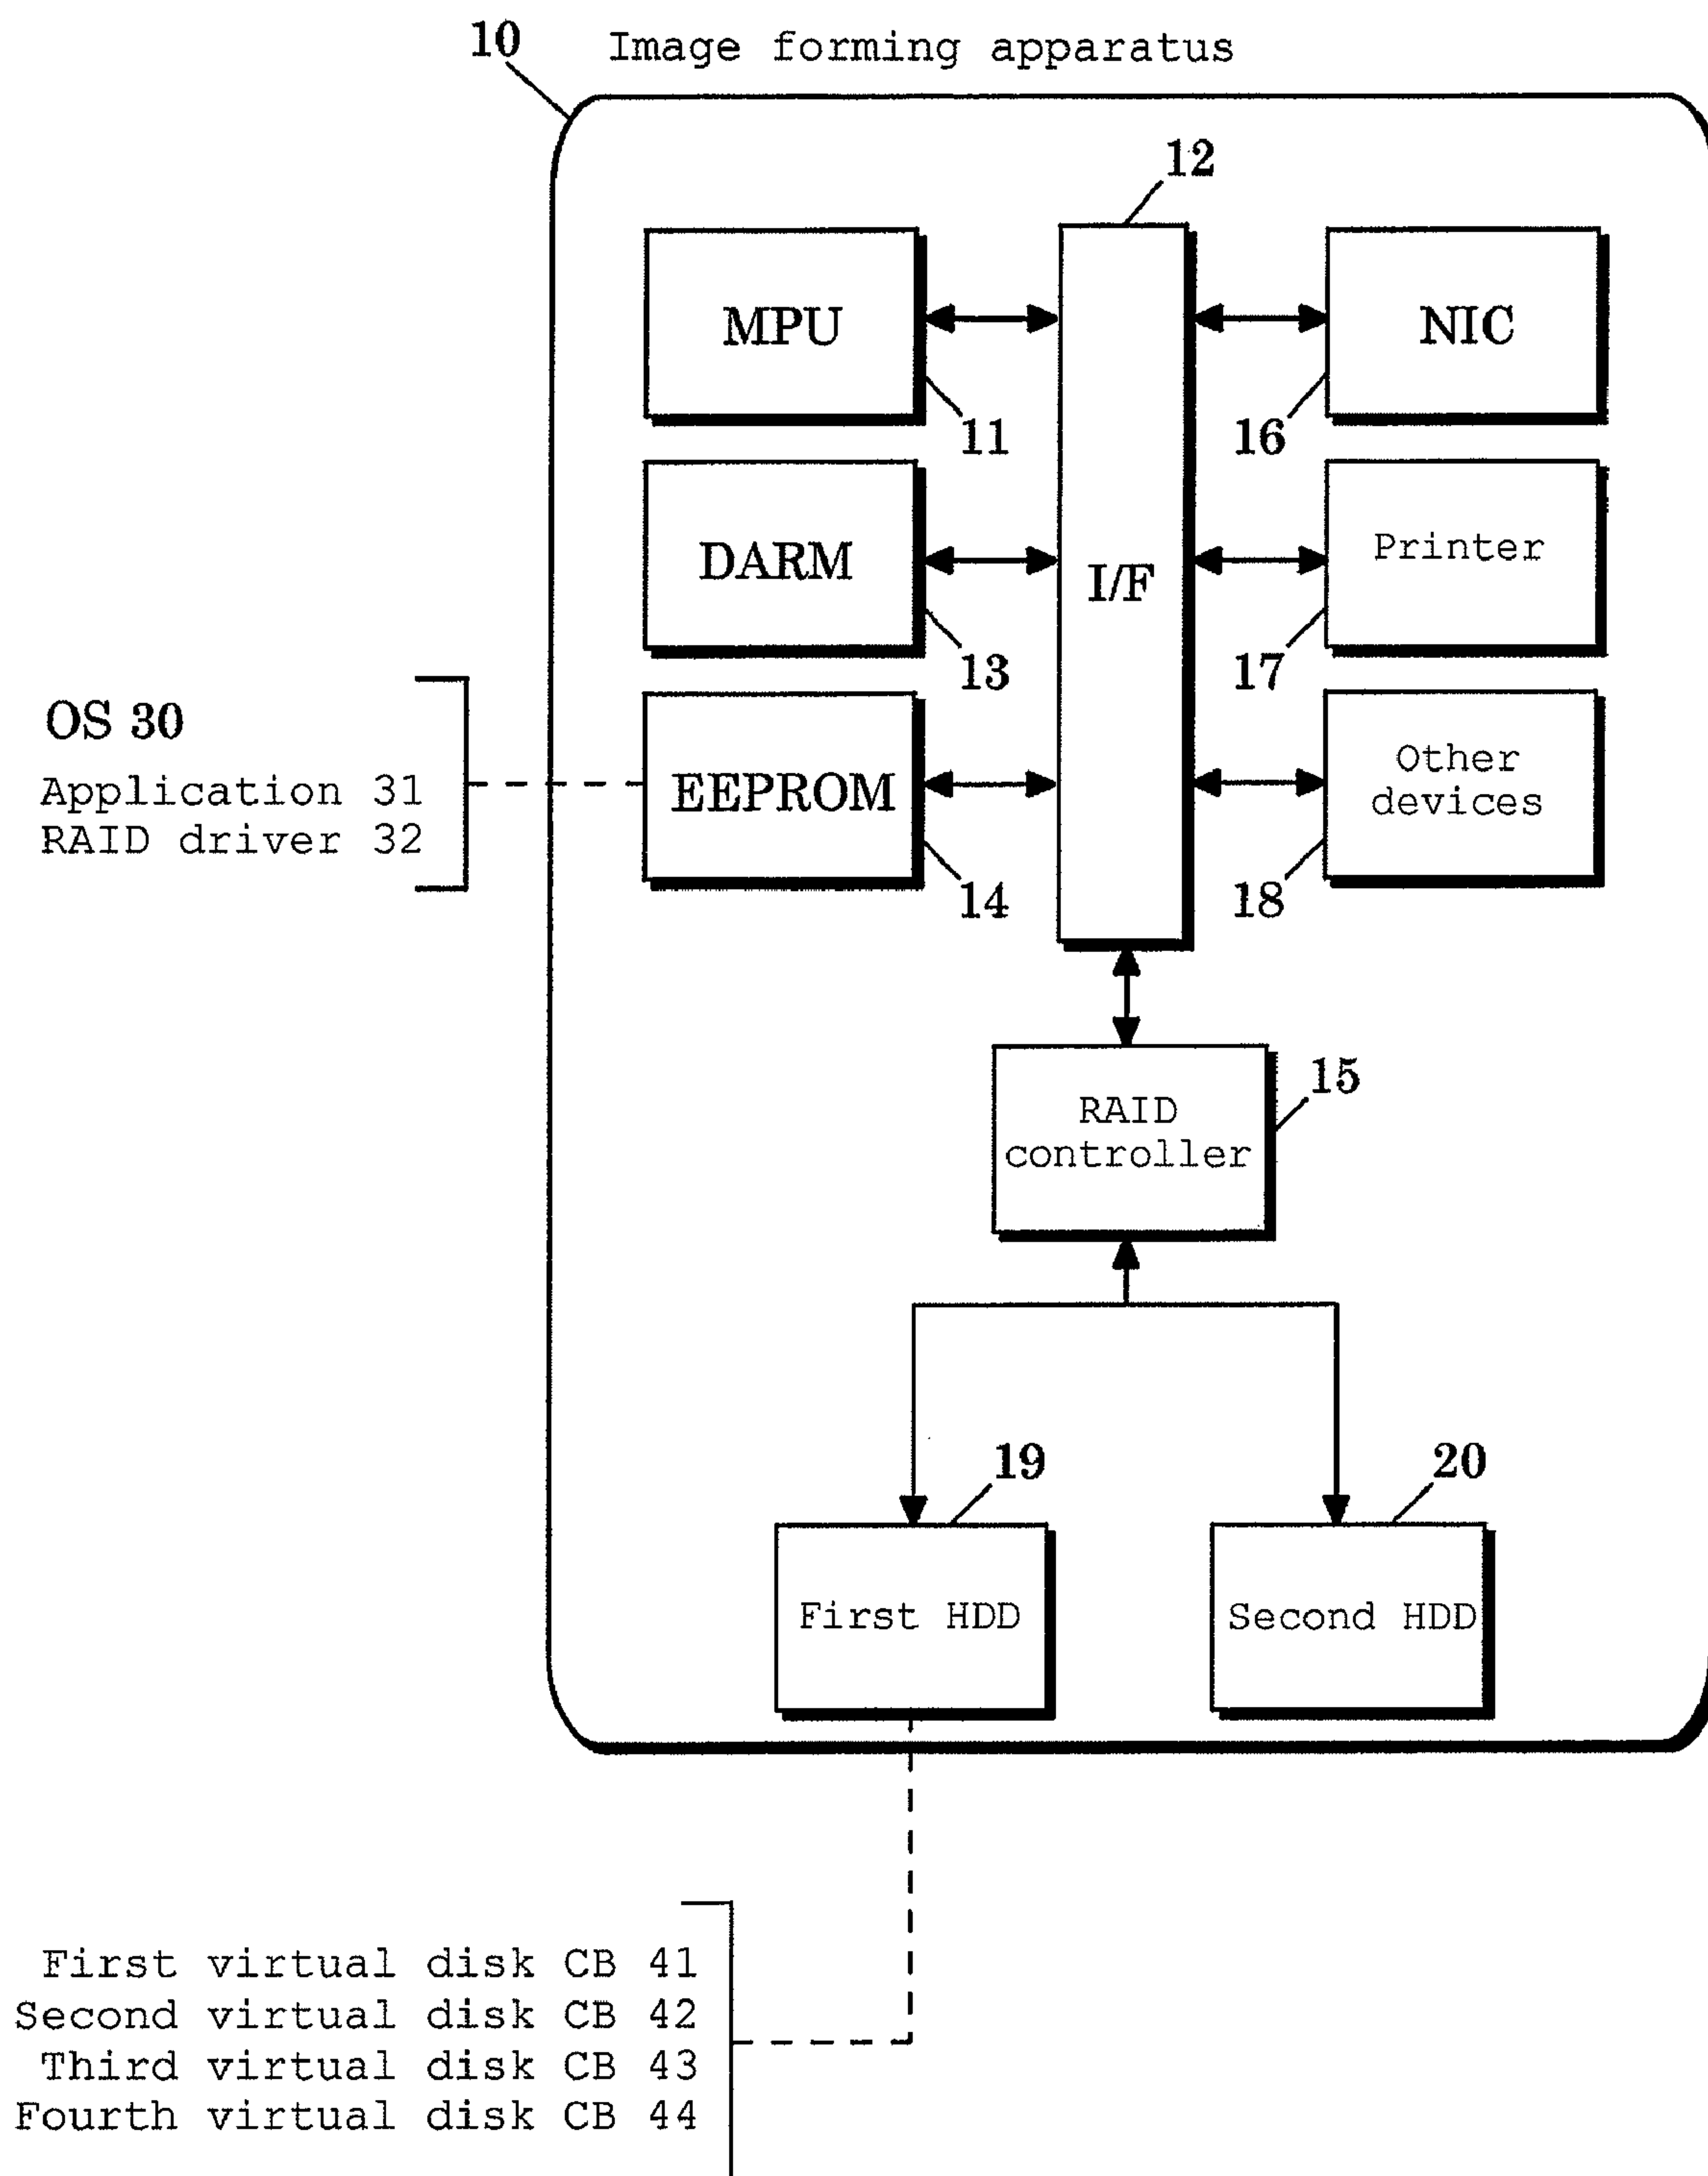 10 Image forming apparatus
12
MPU
NIC
11
16
DARM
I/F
Printer
13
17
OS 30
Application 31
RAID driver 32
EEPROM
Other
devices
14
18
RAID
controller
15
19
20
First HDD
Second HDD
First virtual disk CB 41
Second virtual disk CB 42
Third virtual disk CB 43
Fourth virtual disk CB 44